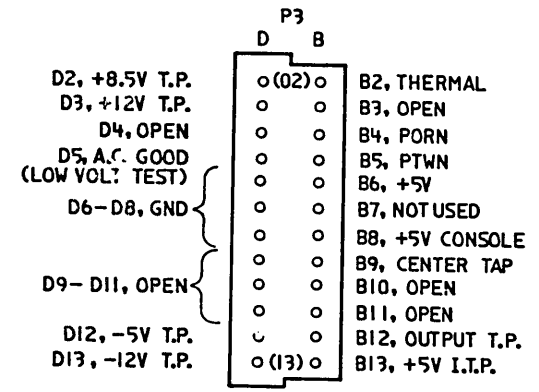 P3
D B
D2, +8.5V T.P. (02) B2, THERMAL
D3, +12V T.P. B3, OPEN
D4, OPEN B4, PORN
D5, A.C. GOOD B5, PTWN
(LOW VOLT TEST) B6, +5V
D6-D8, GND B7, NOT USED
B8, +5V CONSOLE
B9, CENTER TAP
D9-D11, OPEN B10, OPEN
B11, OPEN
D12, -5V T.P. B12, OUTPUT T.P.
D13, -12V T.P. (13) B13, +5V I.T.P.